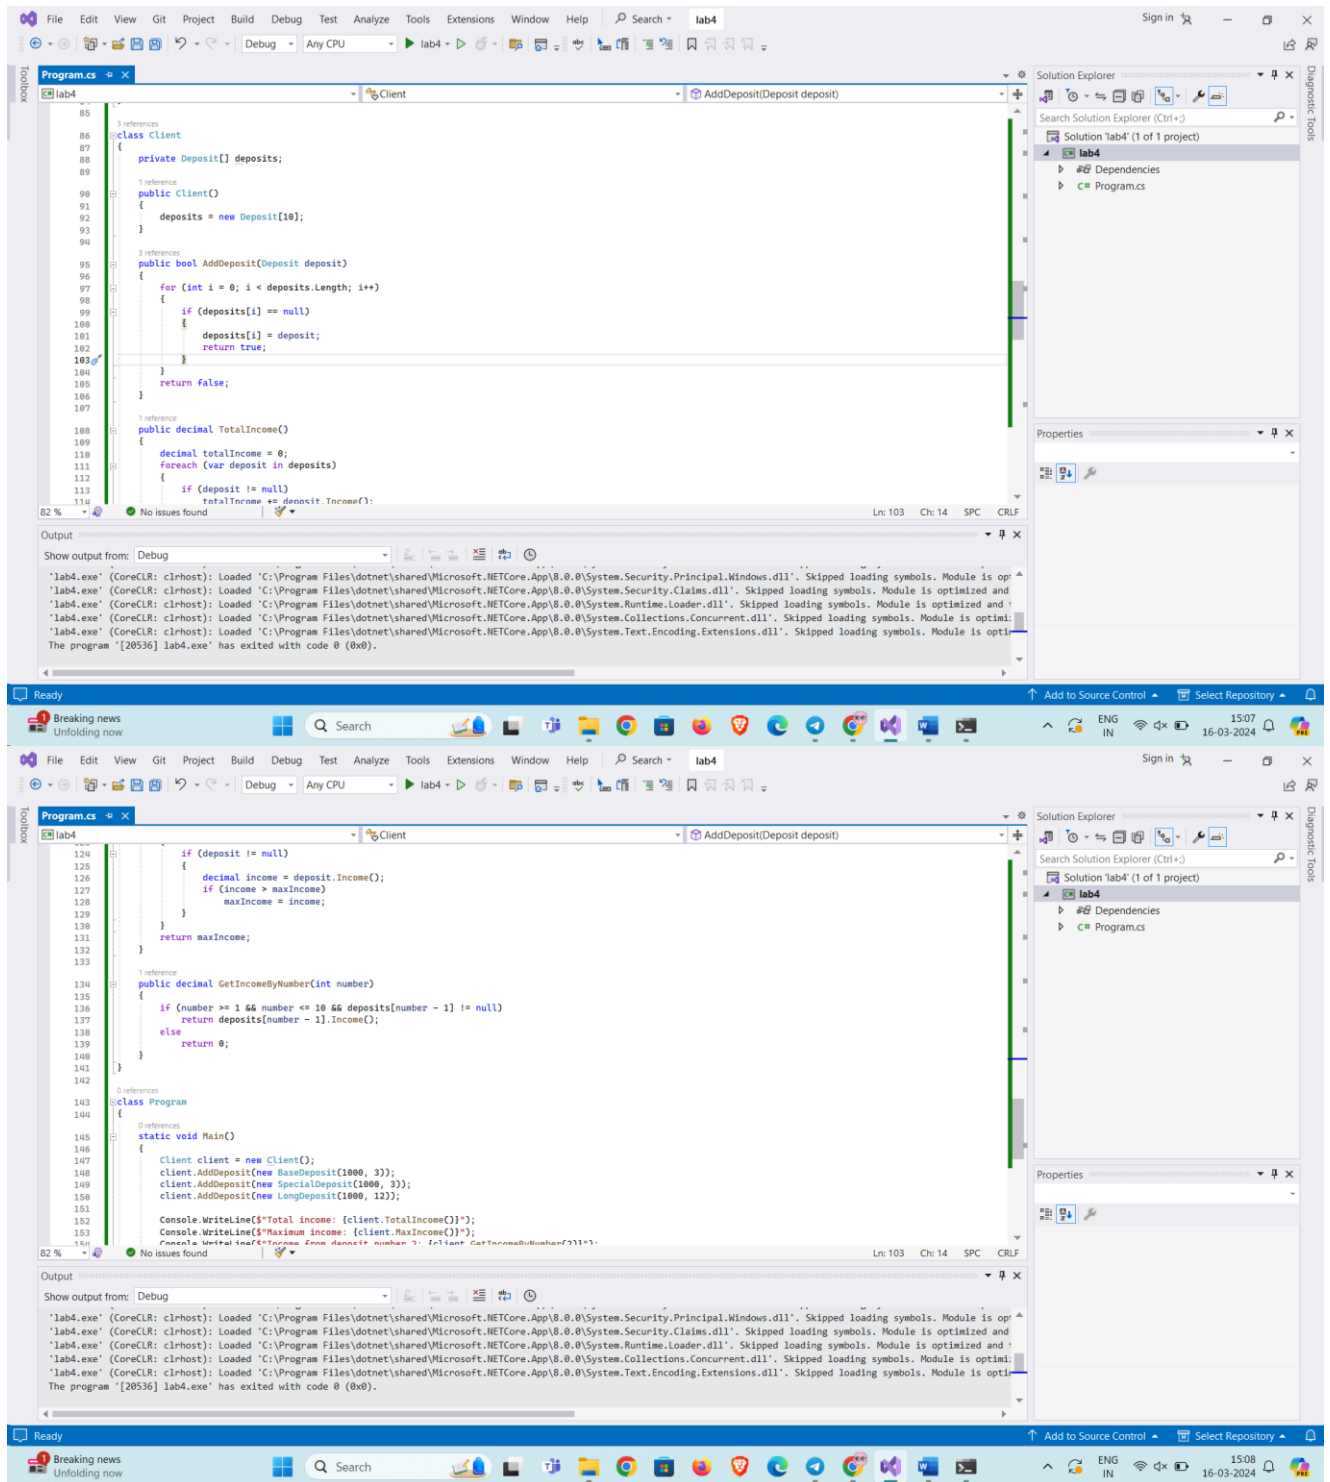 File Edit View Git Project Build Debug Test Analyze Tools Extensions Window Help Search lab4 Sign in
Debug Any CPU lab4
Toolbox
Program.cs
lab4 Client AddDeposit(Deposit deposit)
85
3 references
86 class Client
87 {
88 private Deposit[] deposits;
89
1 reference
90 public Client()
91 {
92 deposits = new Deposit[10];
93 }
94
3 references
95 public bool AddDeposit(Deposit deposit)
96 {
97 for (int i = 0; i < deposits.Length; i++)
98 {
99 if (deposits[i] == null)
100 {
101 deposits[i] = deposit;
102 return true;
103 }
104 }
105 return false;
106 }
107
1 reference
108 public decimal TotalIncome()
109 {
110 decimal totalIncome = 0;
111 foreach (var deposit in deposits)
112 {
113 if (deposit != null)
114 totalIncome += deposit.Income();
82 % No issues found Ln: 103 Ch: 14 SPC CRLF
Solution Explorer
Search Solution Explorer (Ctrl+;)
Solution 'lab4' (1 of 1 project)
lab4
Dependencies
C# Program.cs
Diagnostic Tools
Properties
Output
Show output from: Debug
'lab4.exe' (CoreCLR: clrhost): Loaded 'C:\Program Files\dotnet\shared\Microsoft.NETCore.App\8.0.0\System.Security.Principal.Windows.dll'. Skipped loading symbols. Module is op
'lab4.exe' (CoreCLR: clrhost): Loaded 'C:\Program Files\dotnet\shared\Microsoft.NETCore.App\8.0.0\System.Security.Claims.dll'. Skipped loading symbols. Module is optimized and
'lab4.exe' (CoreCLR: clrhost): Loaded 'C:\Program Files\dotnet\shared\Microsoft.NETCore.App\8.0.0\System.Runtime.Loader.dll'. Skipped loading symbols. Module is optimized and
'lab4.exe' (CoreCLR: clrhost): Loaded 'C:\Program Files\dotnet\shared\Microsoft.NETCore.App\8.0.0\System.Collections.Concurrent.dll'. Skipped loading symbols. Module is optimi
'lab4.exe' (CoreCLR: clrhost): Loaded 'C:\Program Files\dotnet\shared\Microsoft.NETCore.App\8.0.0\System.Text.Encoding.Extensions.dll'. Skipped loading symbols. Module is opti
The program '[20536] lab4.exe' has exited with code 0 (0x0).
Ready Add to Source Control Select Repository
1 Breaking news
Unfolding now
Search
ENG
IN
15:07
16-03-2024
PRE
File Edit View Git Project Build Debug Test Analyze Tools Extensions Window Help Search lab4 Sign in
Debug Any CPU lab4
Toolbox
Program.cs
lab4 Client AddDeposit(Deposit deposit)
124 if (deposit != null)
125 {
126 decimal income = deposit.Income();
127 if (income > maxIncome)
128 maxIncome = income;
129 }
130 }
131 return maxIncome;
132 }
133
1 reference
134 public decimal GetIncomeByNumber(int number)
135 {
136 if (number >= 1 && number <= 10 && deposits[number - 1] != null)
137 return deposits[number - 1].Income();
138 else
139 return 0;
140 }
141 }
142
0 references
143 class Program
144 {
0 references
145 static void Main()
146 {
147 Client client = new Client();
148 client.AddDeposit(new BaseDeposit(1000, 3));
149 client.AddDeposit(new SpecialDeposit(1000, 3));
150 client.AddDeposit(new LongDeposit(1000, 12));
151
152 Console.WriteLine($"Total income: {client.TotalIncome()}");
153 Console.WriteLine($"Maximum income: {client.MaxIncome()}");
154 Console.WriteLine($"Income from deposit number 2: {client.GetIncomeByNumber(2)}");
82 % No issues found Ln: 103 Ch: 14 SPC CRLF
Solution Explorer
Search Solution Explorer (Ctrl+;)
Solution 'lab4' (1 of 1 project)
lab4
Dependencies
C# Program.cs
Diagnostic Tools
Properties
Output
Show output from: Debug
'lab4.exe' (CoreCLR: clrhost): Loaded 'C:\Program Files\dotnet\shared\Microsoft.NETCore.App\8.0.0\System.Security.Principal.Windows.dll'. Skipped loading symbols. Module is op
'lab4.exe' (CoreCLR: clrhost): Loaded 'C:\Program Files\dotnet\shared\Microsoft.NETCore.App\8.0.0\System.Security.Claims.dll'. Skipped loading symbols. Module is optimized and
'lab4.exe' (CoreCLR: clrhost): Loaded 'C:\Program Files\dotnet\shared\Microsoft.NETCore.App\8.0.0\System.Runtime.Loader.dll'. Skipped loading symbols. Module is optimized and
'lab4.exe' (CoreCLR: clrhost): Loaded 'C:\Program Files\dotnet\shared\Microsoft.NETCore.App\8.0.0\System.Collections.Concurrent.dll'. Skipped loading symbols. Module is optimi
'lab4.exe' (CoreCLR: clrhost): Loaded 'C:\Program Files\dotnet\shared\Microsoft.NETCore.App\8.0.0\System.Text.Encoding.Extensions.dll'. Skipped loading symbols. Module is opti
The program '[20536] lab4.exe' has exited with code 0 (0x0).
Ready Add to Source Control Select Repository
1 Breaking news
Unfolding now
Search
ENG
IN
15:08
16-03-2024
PRE